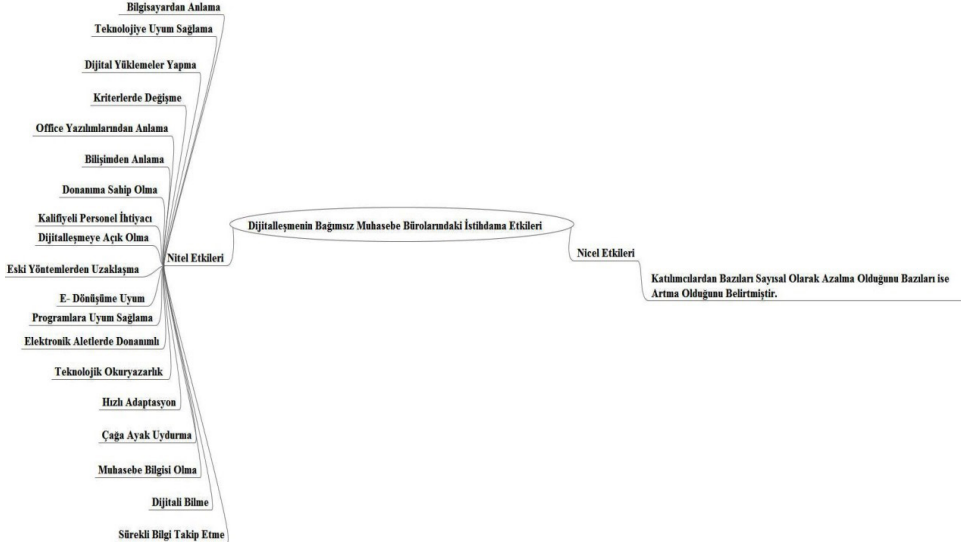 Bilgisayardan Anlama
Teknolojiye Uyum Sağlama
Dijital Yüklemeler Yapma
Kriterlerde Değişme
Office Yazılımlarından Anlama
Bilişimden Anlama
Donanıma Sahip Olma
Kalifiyeli Personel İhtiyacı
Dijitalleşmeye Açık Olma
Eski Yöntemlerden Uzaklaşma
E- Dönüşüme Uyum
Programlara Uyum Sağlama
Elektronik Aletlerde Donanımlı
Teknolojik Okuryazarlık
Hızlı Adaptasyon
Çağa Ayak Uydurma
Muhasebe Bilgisi Olma
Dijitali Bilme
Sürekli Bilgi Takip Etme
Nitel Etkileri
Dijitalleşmenin Bağımsız Muhasebe Bürolarındaki İstihdama Etkileri
Nicel Etkileri
Katılımcılardan Bazıları Sayısal Olarak Azalma Olduğunu Bazıları ise
Artma Olduğunu Belirtmiştir.